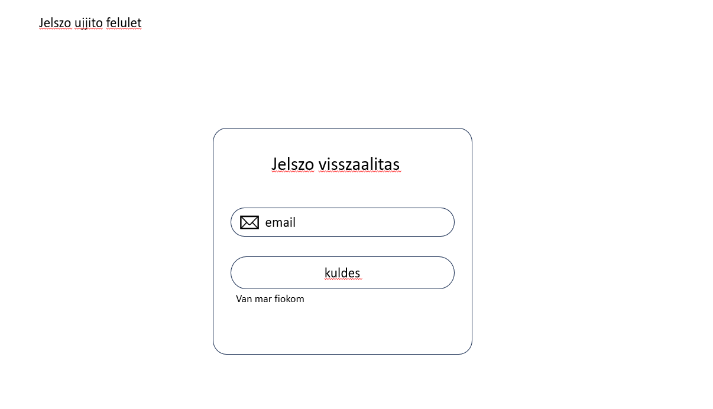 Jelszo ujjito felulet
Jelszo visszaalitas
email
kuldes
Van mar fiokom